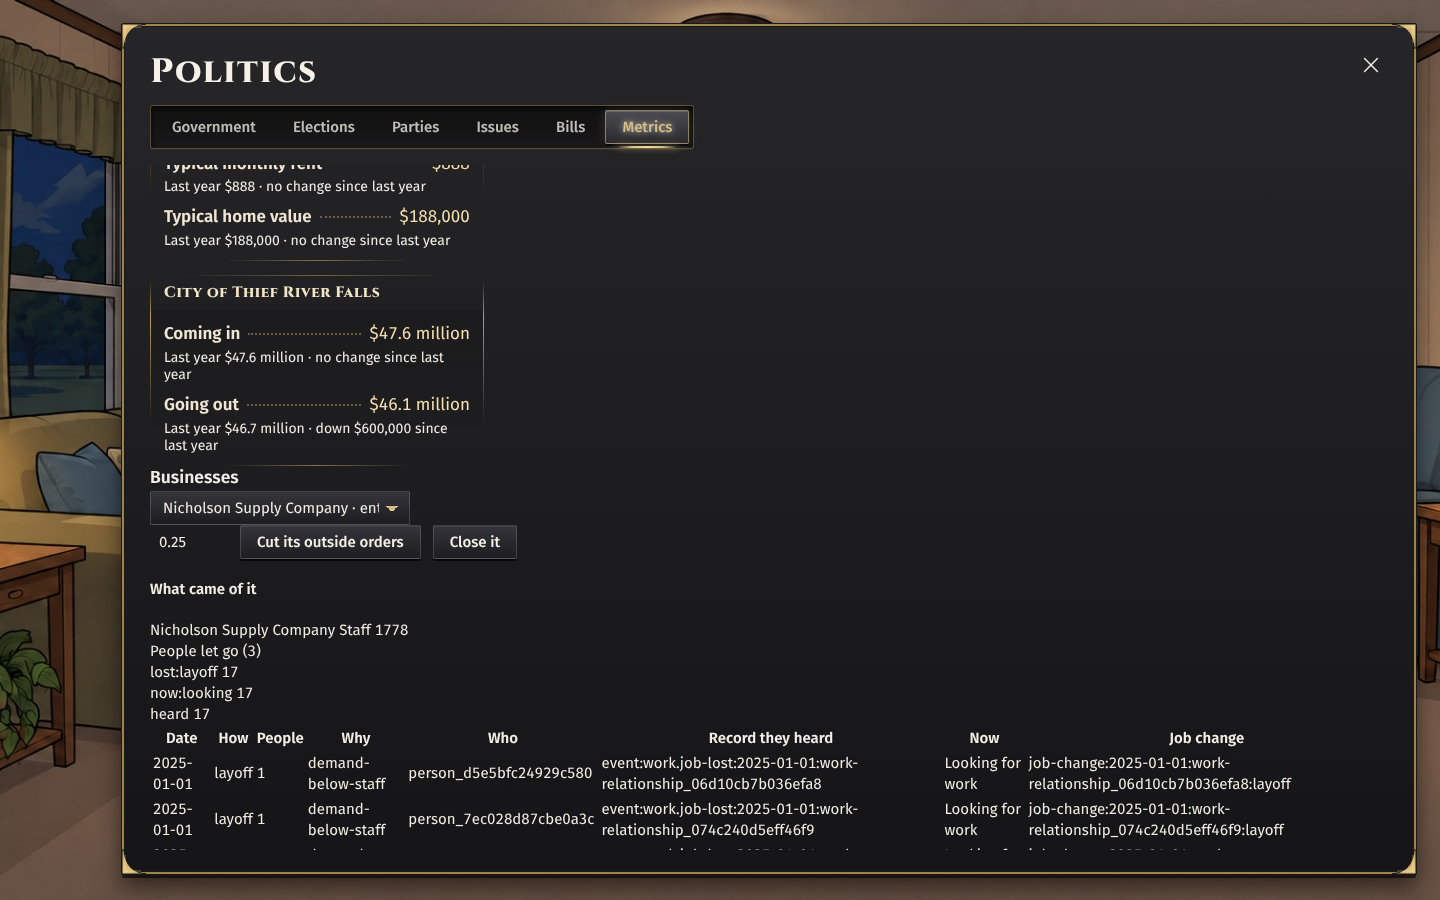 Politics
Government Elections Parties Issues Bills Metrics
Typical monthly rent $888
Last year $888 · no change since last year
Typical home value $188,000
Last year $188,000 · no change since last year
City of Thief River Falls
Coming in $47.6 million
Last year $47.6 million · no change since last
year
Going out $46.1 million
Last year $46.7 million · down $600,000 since
last year
Businesses
Nicholson Supply Company · ent
0.25 Cut its outside orders Close it
What came of it
Nicholson Supply Company Staff 1778
People let go (3)
lost:layoff 17
now:looking 17
heard 17
Date How People Why Who Record they heard Now Job change
2025-01-01 layoff 1 demand-below-staff person_d5e5bfc24929c580 event:work.job-lost:2025-01-01:work-relationship_06d10cb7b036efa8 Looking for work job-change:2025-01-01:work-relationship_06d10cb7b036efa8:layoff
2025-01-01 layoff 1 demand-below-staff person_7ec028d87cbe0a3c event:work.job-lost:2025-01-01:work-relationship_074c240d5eff46f9 Looking for work job-change:2025-01-01:work-relationship_074c240d5eff46f9:layoff